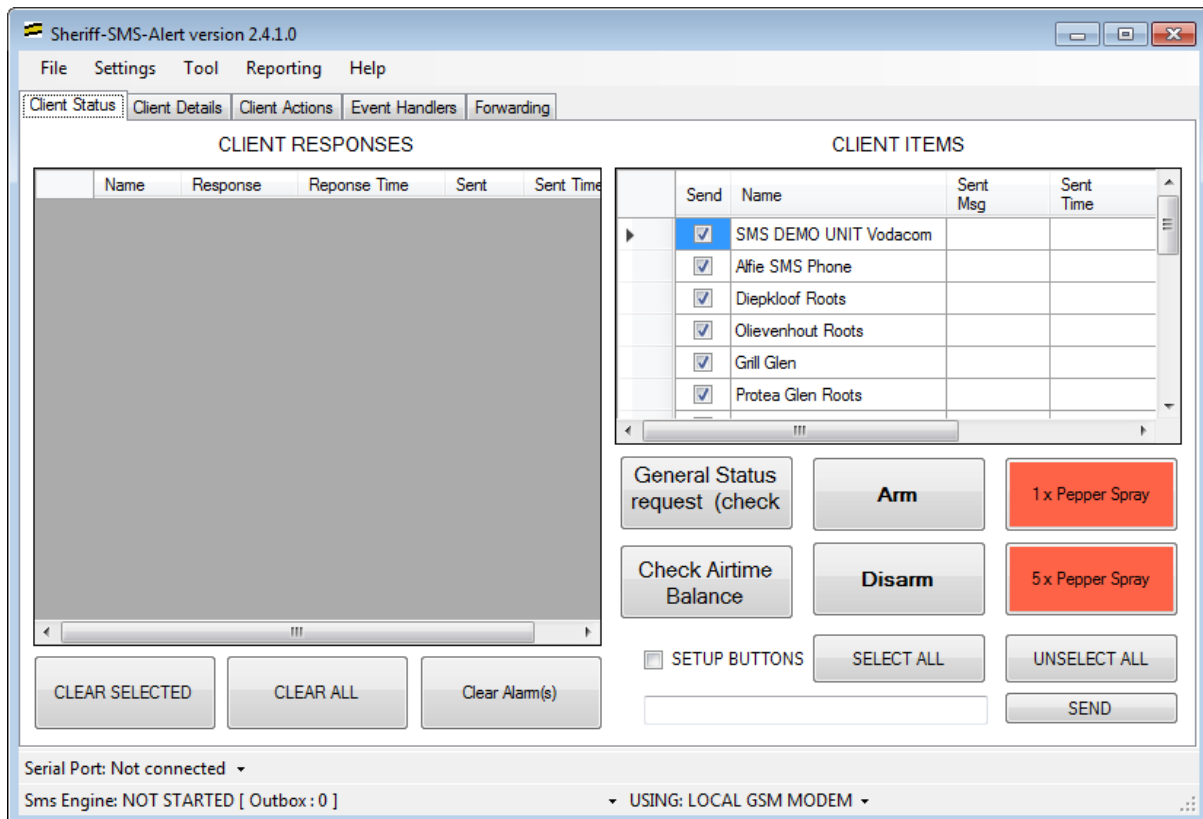 Sheriff-SMS-Alert version 2.4.1.0
File Settings Tool Reporting Help
Client Status Client Details Client Actions Event Handlers Forwarding
CLIENT RESPONSES
Name Response Reponse Time Sent Sent Time
CLEAR SELECTED CLEAR ALL Clear Alarm(s)
CLIENT ITEMS
Send Name Sent Msg Sent Time
SMS DEMO UNIT Vodacom
Alfie SMS Phone
Diepkloof Roots
Olievenhout Roots
Grill Glen
Protea Glen Roots
General Status
request (check
Arm
1 x Pepper Spray
Check Airtime
Balance
Disarm
5 x Pepper Spray
SETUP BUTTONS SELECT ALL UNSELECT ALL
SEND
Serial Port: Not connected
Sms Engine: NOT STARTED [ Outbox : 0 ] USING: LOCAL GSM MODEM